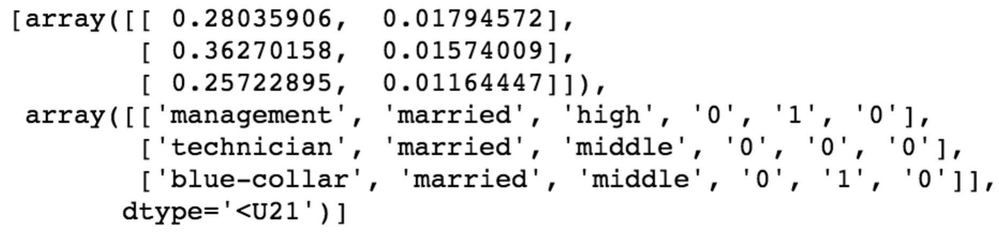 [array([[ 0.28035906,  0.01794572],
        [ 0.36270158,  0.01574009],
        [ 0.25722895,  0.01164447]]),
 array([['management', 'married', 'high', '0', '1', '0'],
        ['technician', 'married', 'middle', '0', '0', '0'],
        ['blue-collar', 'married', 'middle', '0', '1', '0']],
       dtype='<U21')]